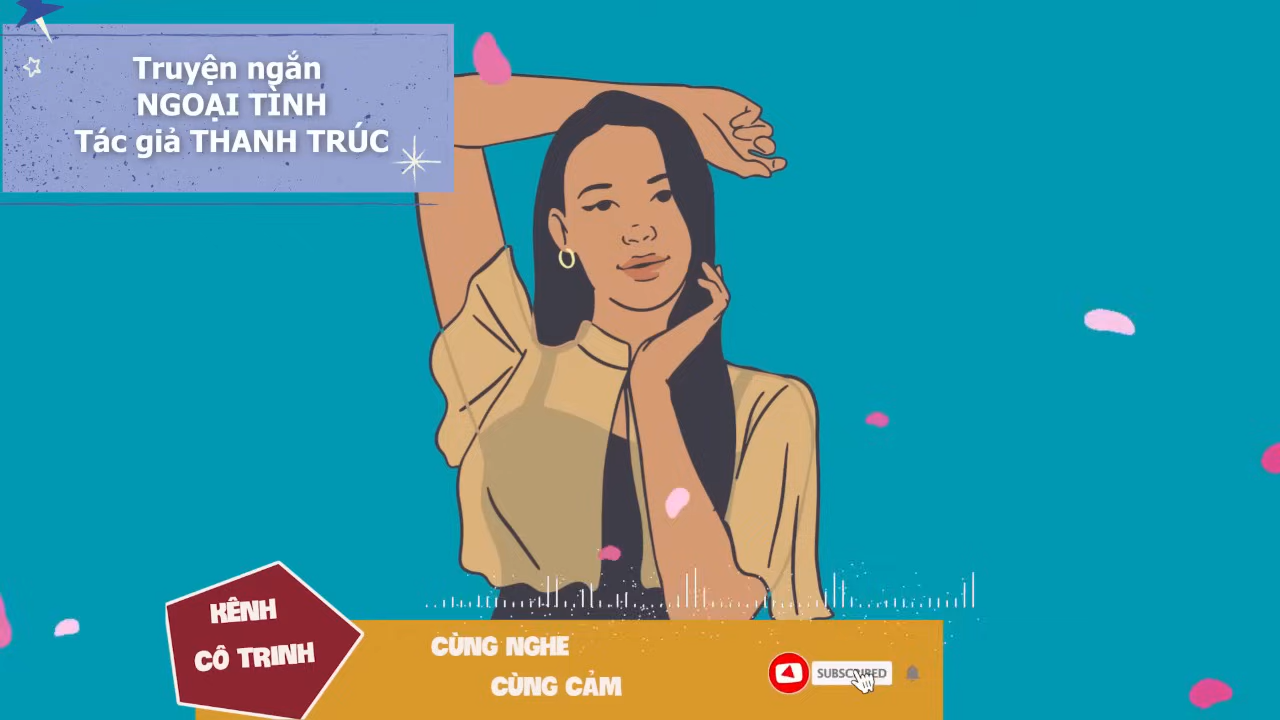 Truyện ngắn
NGOẠI TÌNH
Tác giả THANH TRÚC
KÊNH
CÔ TRINH
CÙNG NGHE
CÙNG CẢM
SUBSCRIBED